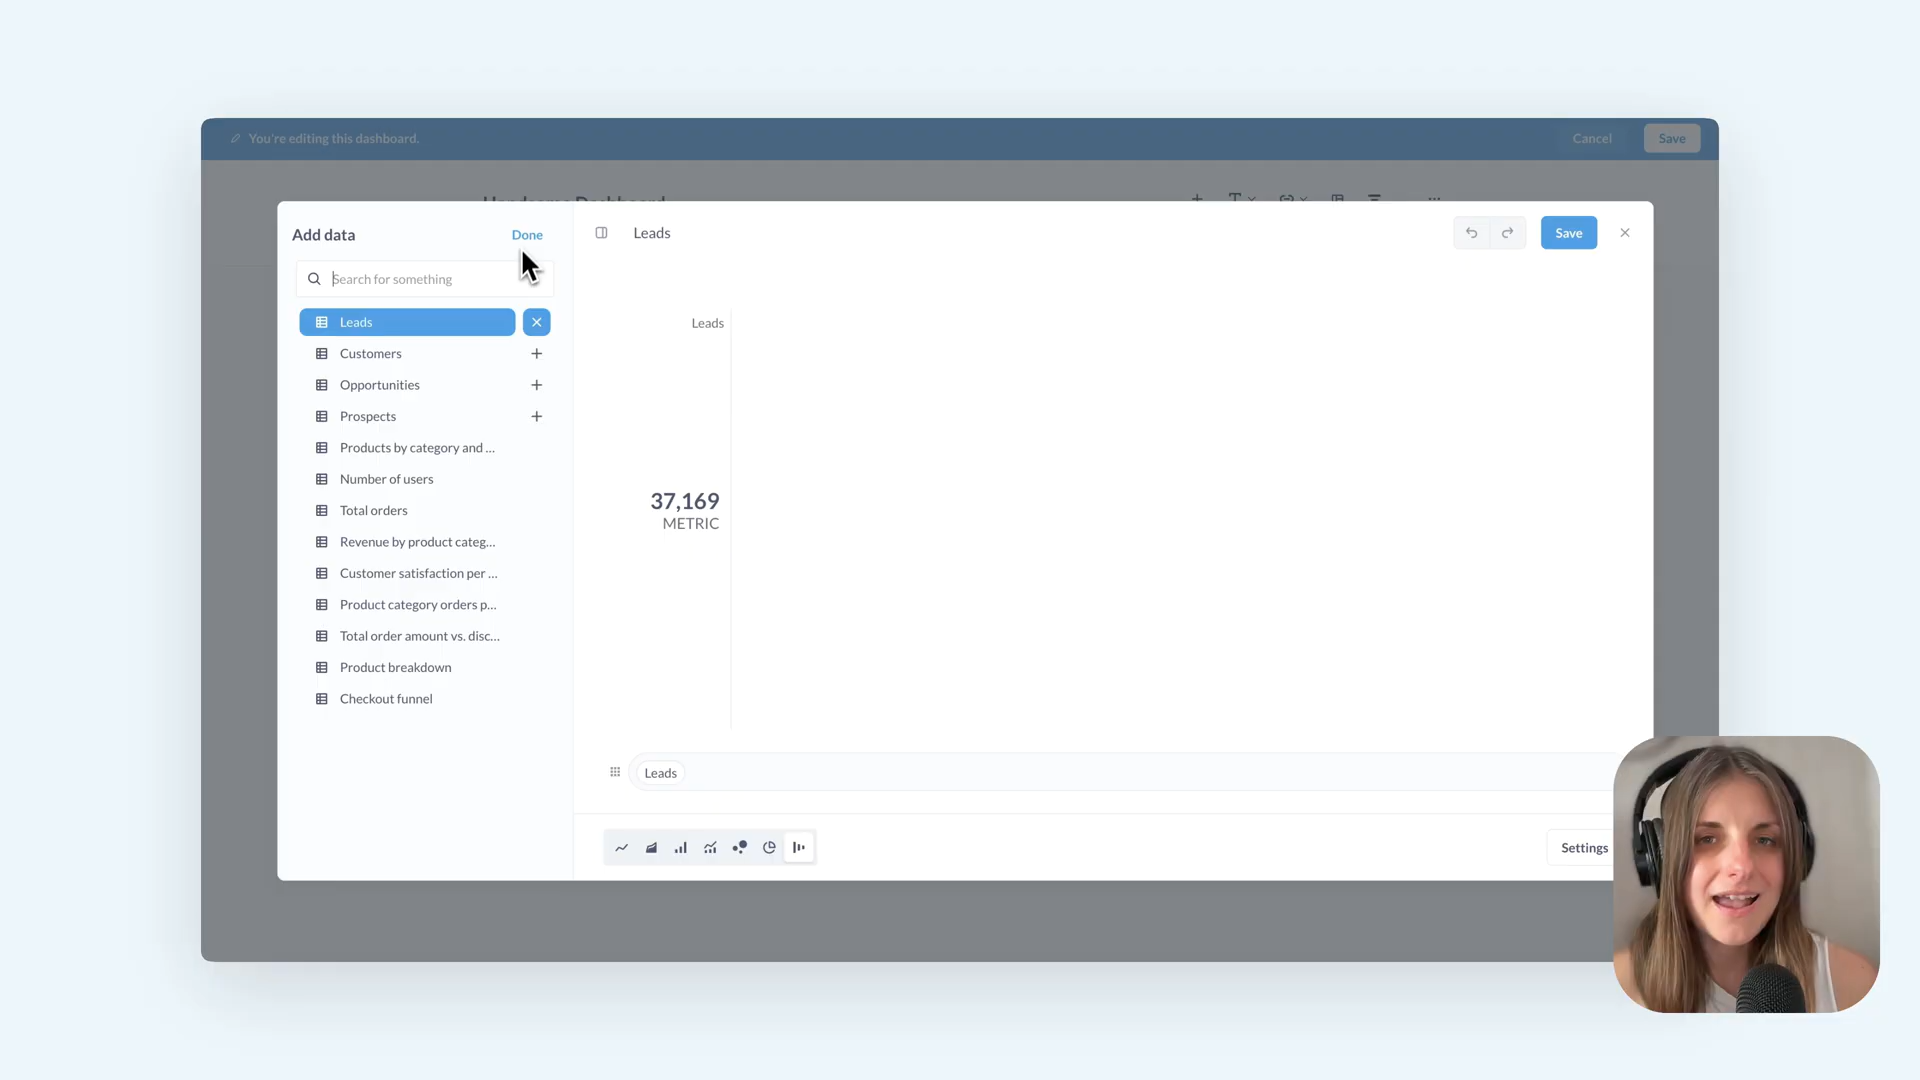 You're editing this dashboard.
Cancel
Save
Handsome Dashboard
Add data
Done
Leads
Save
Search for something
Leads
Customers
Opportunities
Prospects
Products by category and ...
Number of users
Total orders
Revenue by product categ...
Customer satisfaction per ...
Product category orders p...
Total order amount vs. disc...
Product breakdown
Checkout funnel
Leads
37,169
METRIC
Leads
Settings